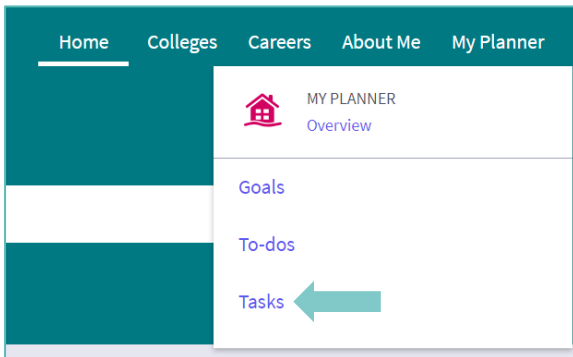 Home Colleges Careers About Me My Planner
MY PLANNER
Overview
Goals
To-dos
Tasks